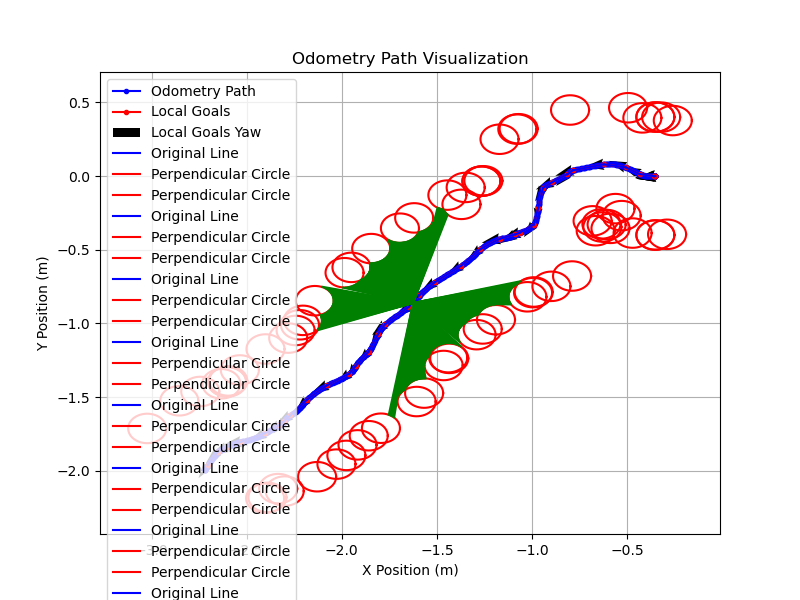 Odometry Path Visualization
Y Position (m)
0.5
0.0
−0.5
−1.0
−1.5
−2.0
Odometry Path
Local Goals
Local Goals Yaw
Original Line
Perpendicular Circle
Perpendicular Circle
Original Line
Perpendicular Circle
Perpendicular Circle
Original Line
Perpendicular Circle
Perpendicular Circle
Original Line
Perpendicular Circle
Perpendicular Circle
Original Line
Perpendicular Circle
Perpendicular Circle
Original Line
Perpendicular Circle
Perpendicular Circle
Original Line
Perpendicular Circle
Perpendicular Circle
Original Line
−2.0 −1.5 −1.0 −0.5
X Position (m)